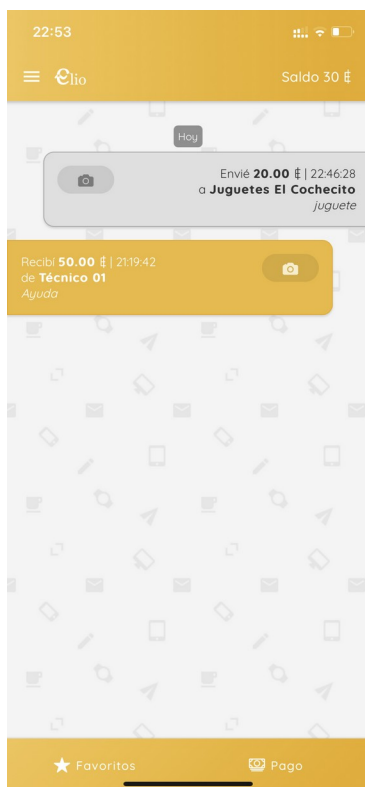 22:53
Elio
Saldo 30 ₠
Hoy
Envié 20.00 ₠ | 22:46:28
a Juguetes El Cochecito
juguete
Recibí 50.00 ₠ | 21:19:42
de Técnico 01
Ayuda
Favoritos
Pago